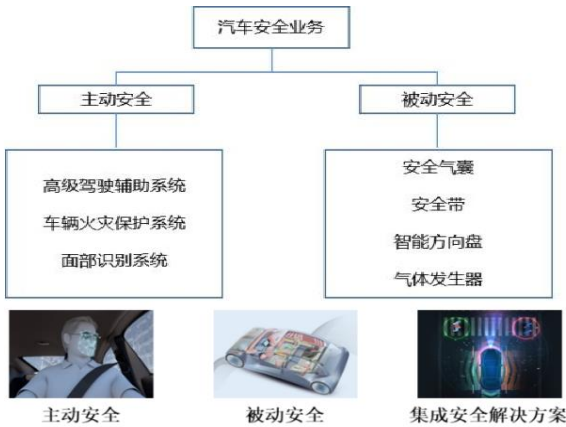 汽车安全业务
主动安全
被动安全
高级驾驶辅助系统
车辆火灾保护系统
面部识别系统
安全气囊
安全带
智能方向盘
气体发生器
主动安全
被动安全
集成安全解决方案